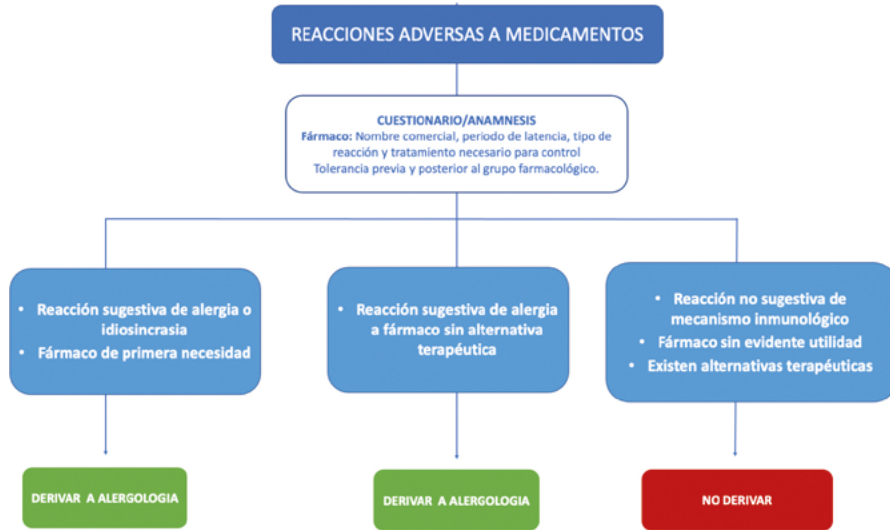 REACCIONES ADVERSAS A MEDICAMENTOS
CUESTIONARIO/ANAMNESIS
Fármaco: Nombre comercial, periodo de latencia, tipo de
reacción y tratamiento necesario para control
Tolerancia previa y posterior al grupo farmacológico.
• Reacción sugestiva de alergia o
idiosincrasia
• Fármaco de primera necesidad
• Reacción sugestiva de alergia
a fármaco sin alternativa
terapéutica
• Reacción no sugestiva de
mecanismo inmunológico
• Fármaco sin evidente utilidad
• Existen alternativas terapéuticas
DERIVAR A ALERGOLOGIA
DERIVAR A ALERGOLOGIA
NO DERIVAR